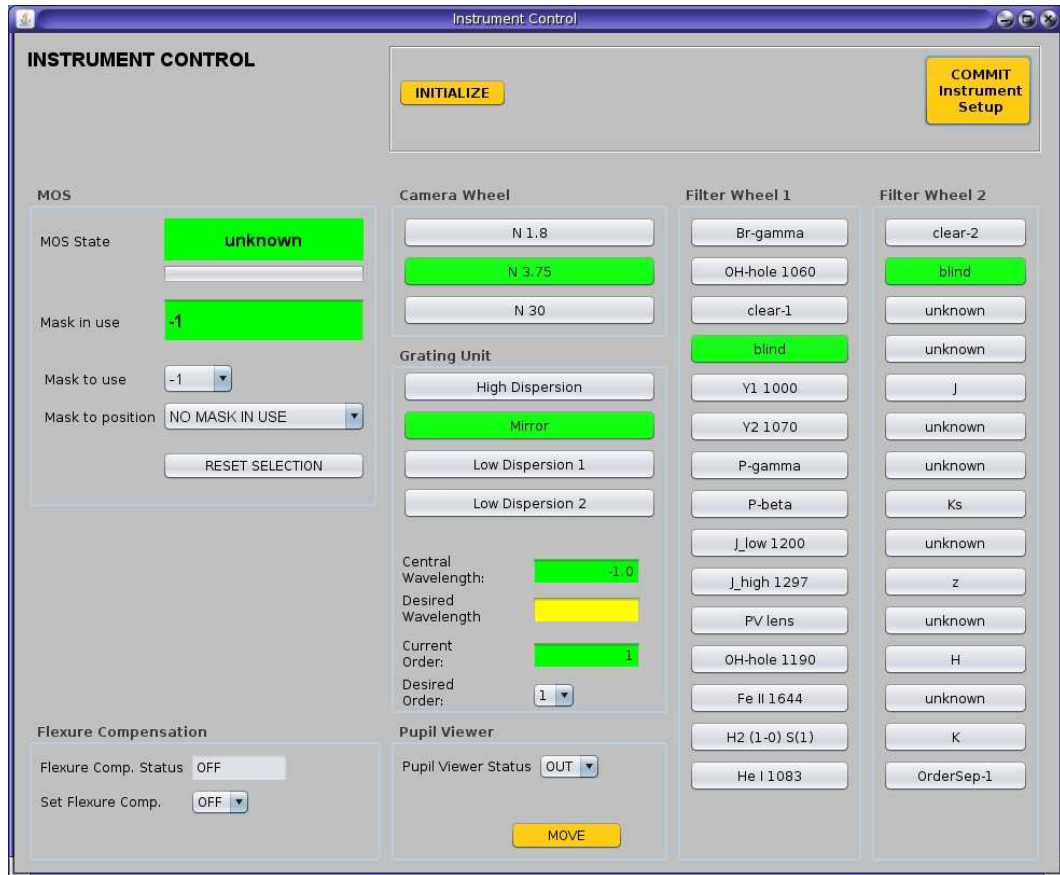 Instrument Control
INSTRUMENT CONTROL
INITIALIZE
COMMIT
Instrument
Setup
MOS
MOS State
unknown
Mask in use
-1
Mask to use
-1
Mask to position
NO MASK IN USE
RESET SELECTION
Camera Wheel
N 1.8
N 3.75
N 30
Grating Unit
High Dispersion
Mirror
Low Dispersion 1
Low Dispersion 2
Central
Wavelength:
-1.0
Desired
Wavelength
Current
Order:
1
Desired
Order:
1
Filter Wheel 1
Br-gamma
OH-hole 1060
clear-1
blind
Y1 1000
Y2 1070
P-gamma
P-beta
J_low 1200
J_high 1297
PV lens
OH-hole 1190
Fe II 1644
H2 (1-0) S(1)
He I 1083
Filter Wheel 2
clear-2
blind
unknown
unknown
J
unknown
unknown
Ks
unknown
z
unknown
H
unknown
K
OrderSep-1
Flexure Compensation
Flexure Comp. Status
OFF
Set Flexure Comp.
OFF
Pupil Viewer
Pupil Viewer Status
OUT
MOVE